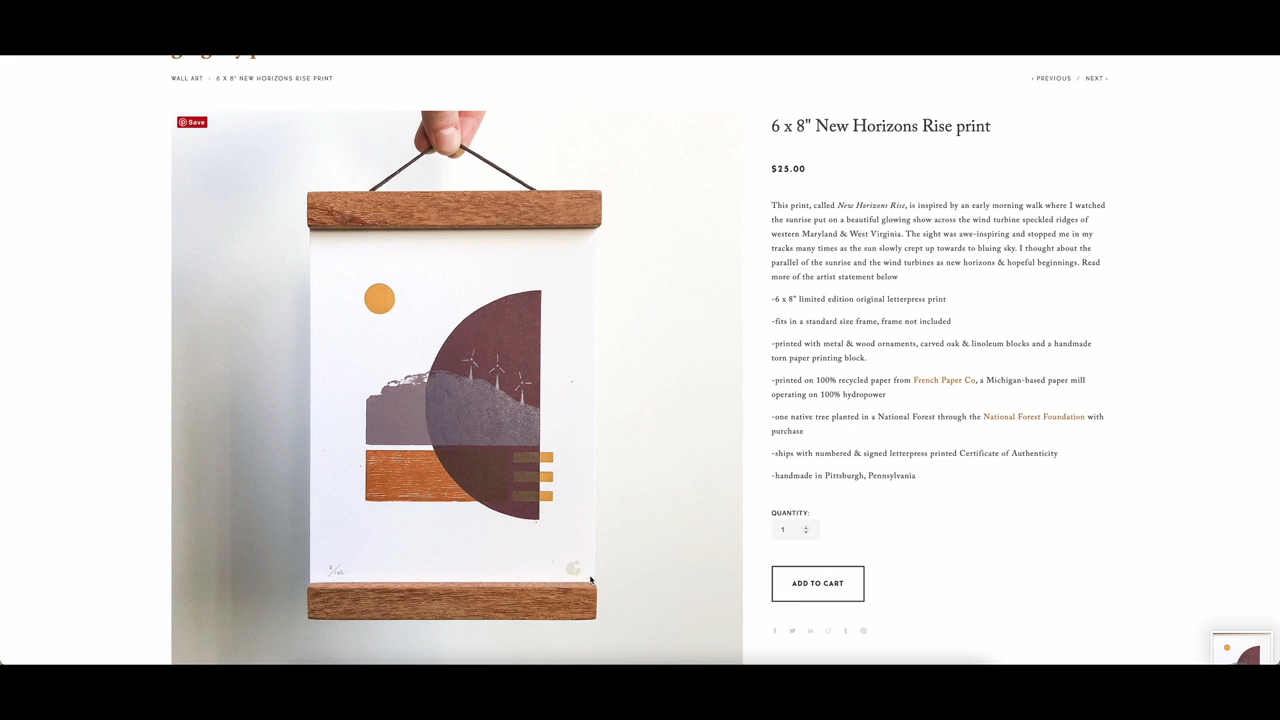 WALL ART · 6 X 8" NEW HORIZONS RISE PRINT
‹ PREVIOUS / NEXT ›
Save
6 x 8" New Horizons Rise print
$25.00
This print, called New Horizons Rise, is inspired by an early morning walk where I watched
the sunrise put on a beautiful glowing show across the wind turbine speckled ridges of
western Maryland & West Virginia. The sight was awe-inspiring and stopped me in my
tracks many times as the sun slowly crept up towards to bluing sky. I thought about the
parallel of the sunrise and the wind turbines as new horizons & hopeful beginnings. Read
more of the artist statement below
-6 x 8" limited edition original letterpress print
-fits in a standard size frame, frame not included
-printed with metal & wood ornaments, carved oak & linoleum blocks and a handmade
torn paper printing block.
-printed on 100% recycled paper from French Paper Co, a Michigan-based paper mill
operating on 100% hydropower
-one native tree planted in a National Forest through the National Forest Foundation with
purchase
-ships with numbered & signed letterpress printed Certificate of Authenticity
-handmade in Pittsburgh, Pennsylvania
QUANTITY:
1
ADD TO CART